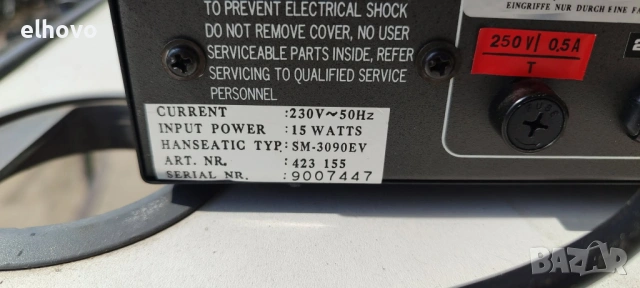 elhovo
TO PREVENT ELECTRICAL SHOCK
DO NOT REMOVE COVER, NO USER
SERVICEABLE PARTS INSIDE, REFER
SERVICING TO QUALIFIED SERVICE
PERSONNEL
EINGRIFFE NUR DURCH EINE FA
250V/ 0.5A
T
FUSE
CURRENT :230V~50Hz
INPUT POWER :15 WATTS
HANSEATIC TYP.: SM-3090EV
ART. NR. : 423 155
SERIAL NR. : 9007447
BAZAR